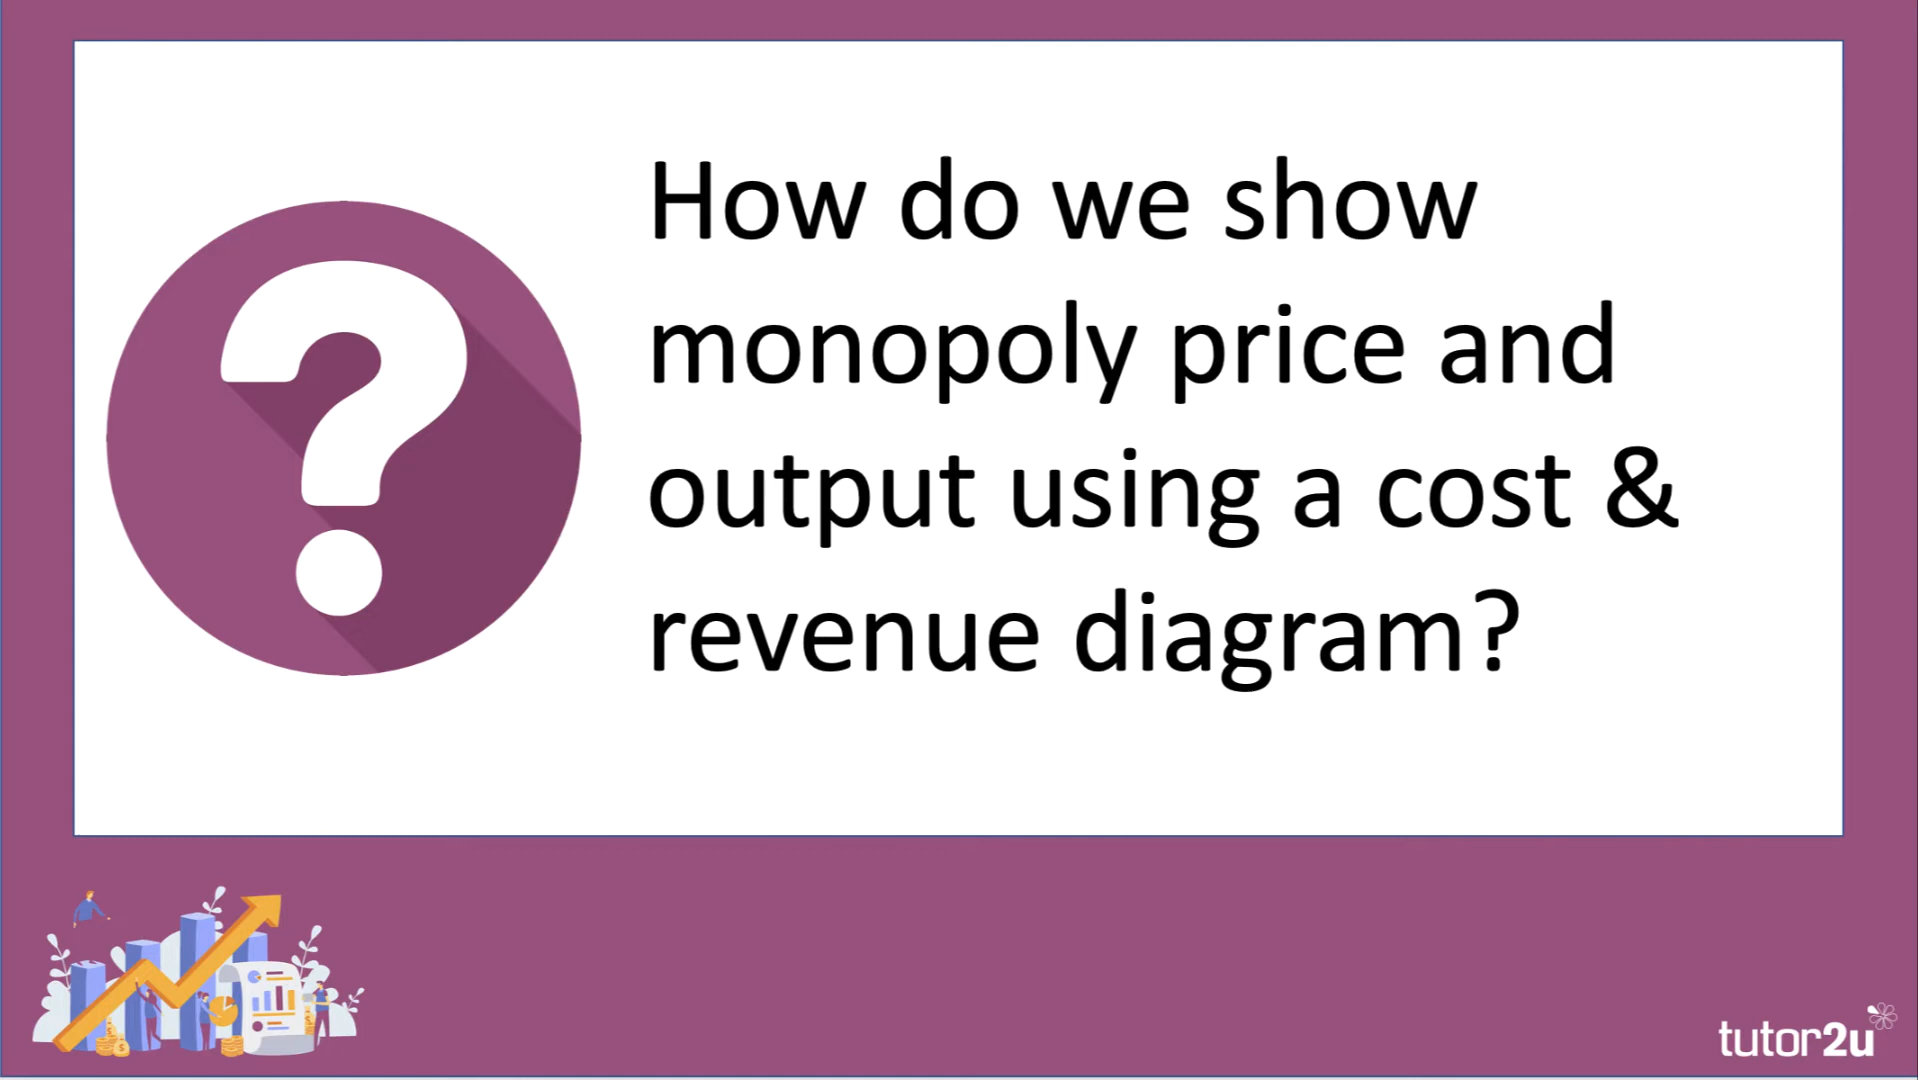 How do we show
monopoly price and
output using a cost &
revenue diagram?
tutor2u